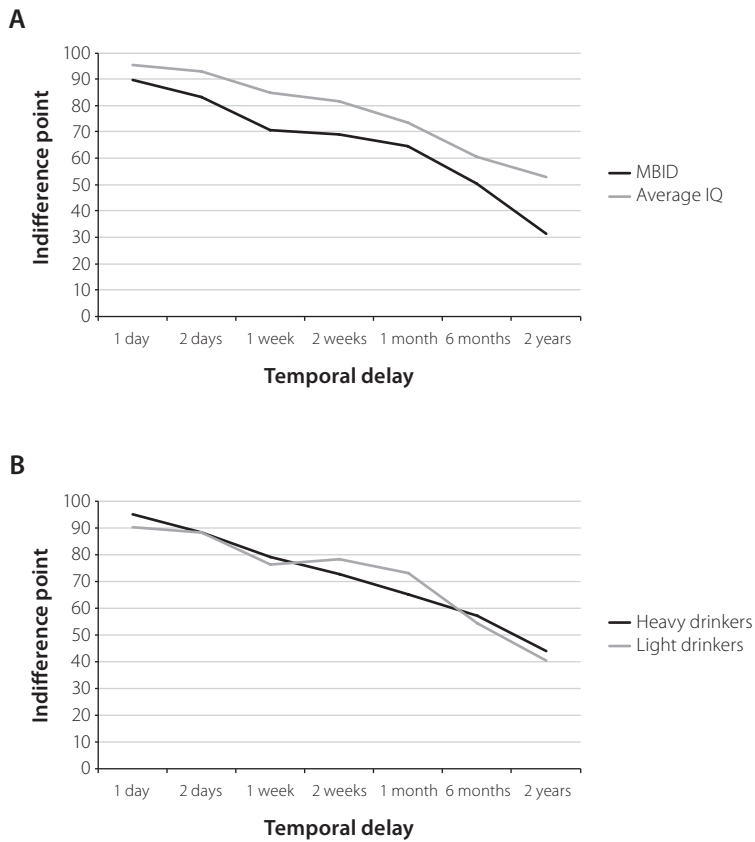 A
100
90
80
70
60
50
40
30
20
10
0
Indifference point
1 day 2 days 1 week 2 weeks 1 month 6 months 2 years
Temporal delay
MBID
Average IQ
B
100
90
80
70
60
50
40
30
20
10
0
Indifference point
1 day 2 days 1 week 2 weeks 1 month 6 months 2 years
Temporal delay
Heavy drinkers
Light drinkers